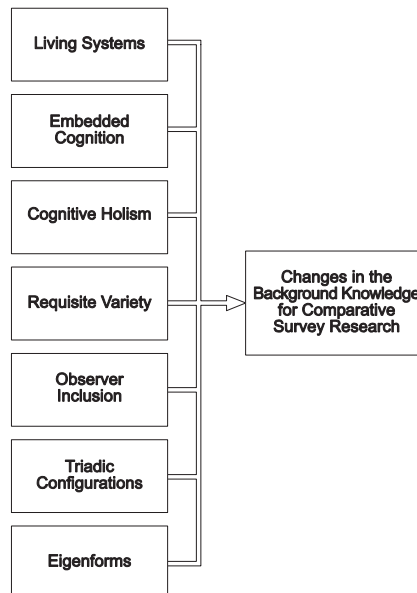 Living Systems
Embedded
Cognition
Cognitive Holism
Requisite Variety
Observer
Inclusion
Triadic
Configurations
Eigenforms
Changes in the
Background Knowledge
for Comparative
Survey Research